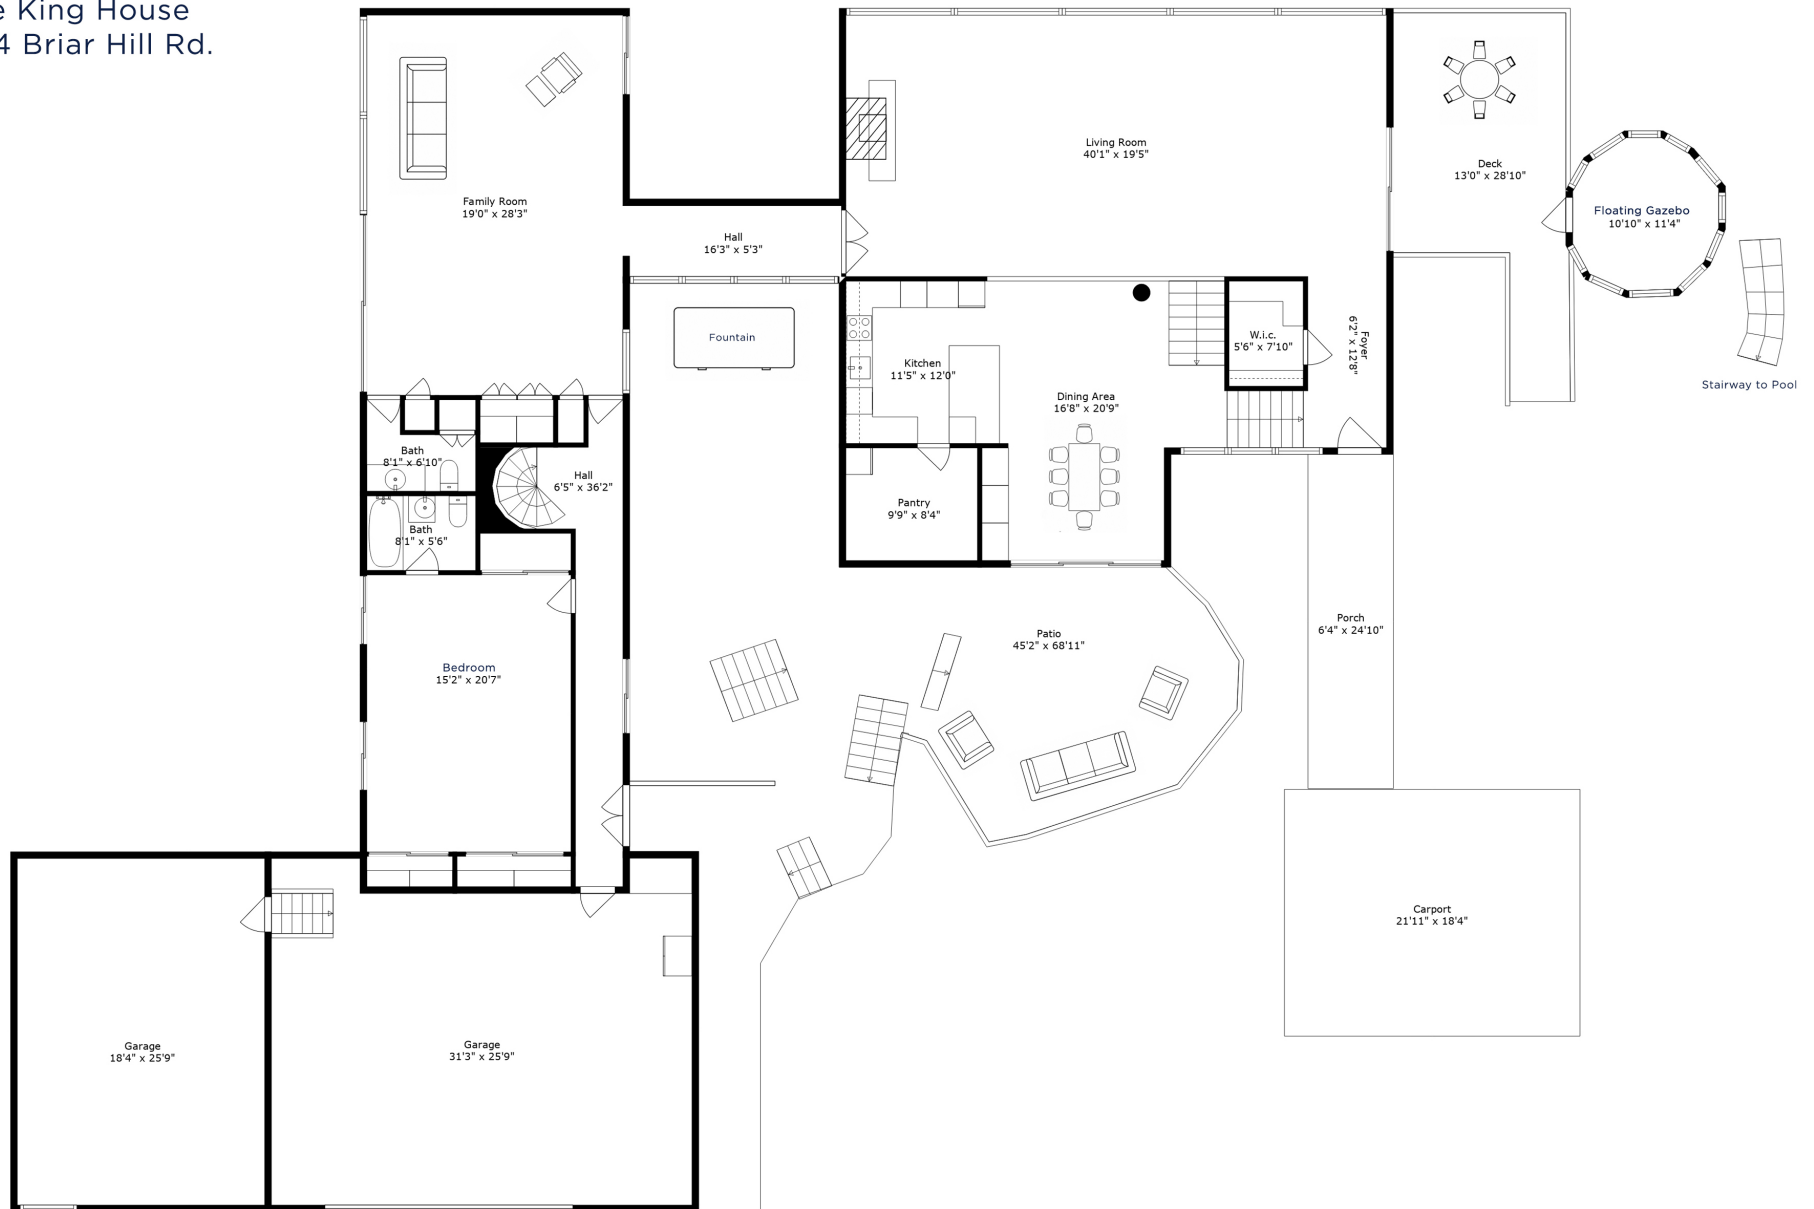 King House
4 Briar Hill Rd.
Family Room
19'0" x 28'3"
Hall
16'3" x 5'3"
Living Room
40'1" x 19'5"
Deck
13'0" x 28'10"
Floating Gazebo
10'10" x 11'4"
Stairway to Pool
Fountain
Kitchen
11'5" x 12'0"
W.i.c.
5'6" x 7'10"
Foyer
6'2" x 12'8"
Dining Area
16'8" x 20'9"
Bath
8'1" x 6'10"
Hall
6'5" x 36'2"
Pantry
9'9" x 8'4"
Bath
8'1" x 5'6"
Bedroom
15'2" x 20'7"
Patio
45'2" x 68'11"
Porch
6'4" x 24'10"
Carport
21'11" x 18'4"
Garage
18'4" x 25'9"
Garage
31'3" x 25'9"